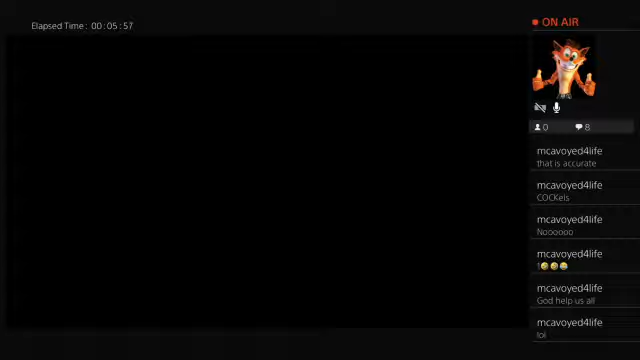 Elapsed Time : 00 : 05 : 57
ON AIR
0
8
mcavoyed4life
that is accurate
mcavoyed4life
COCKels
mcavoyed4life
Noooooo
mcavoyed4life
mcavoyed4life
God help us all
mcavoyed4life
lol